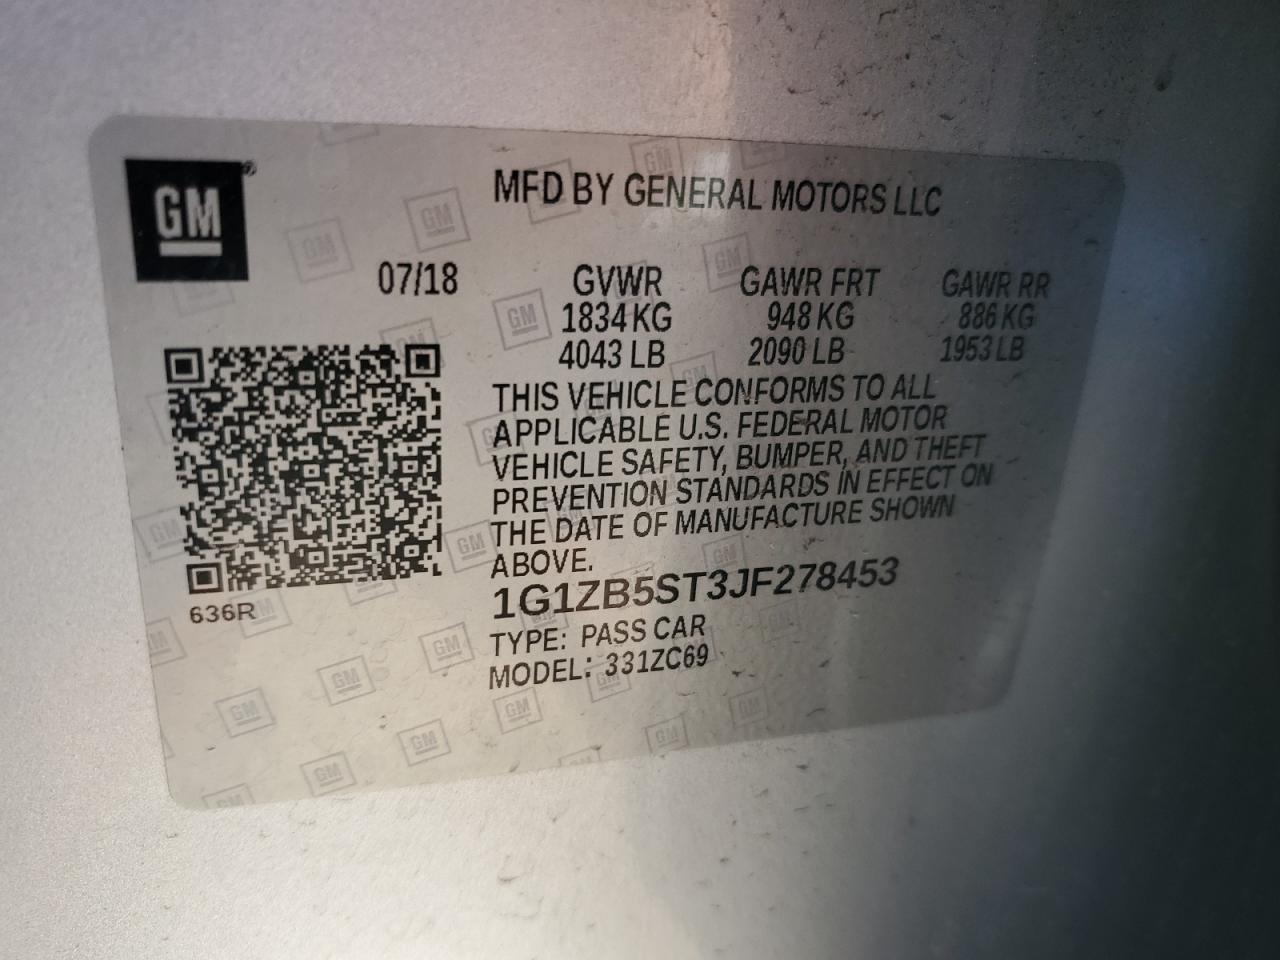 GM
MFD BY GENERAL MOTORS LLC
07/18
GVWR GAWR FRT GAWR RR
1834 KG 948 KG 886 KG
4043 LB 2090 LB 1953 LB
THIS VEHICLE CONFORMS TO ALL
APPLICABLE U.S. FEDERAL MOTOR
VEHICLE SAFETY, BUMPER, AND THEFT
PREVENTION STANDARDS IN EFFECT ON
THE DATE OF MANUFACTURE SHOWN
ABOVE.
1G1ZB5ST3JF278453
636R
TYPE: PASS CAR
MODEL: 331ZC69